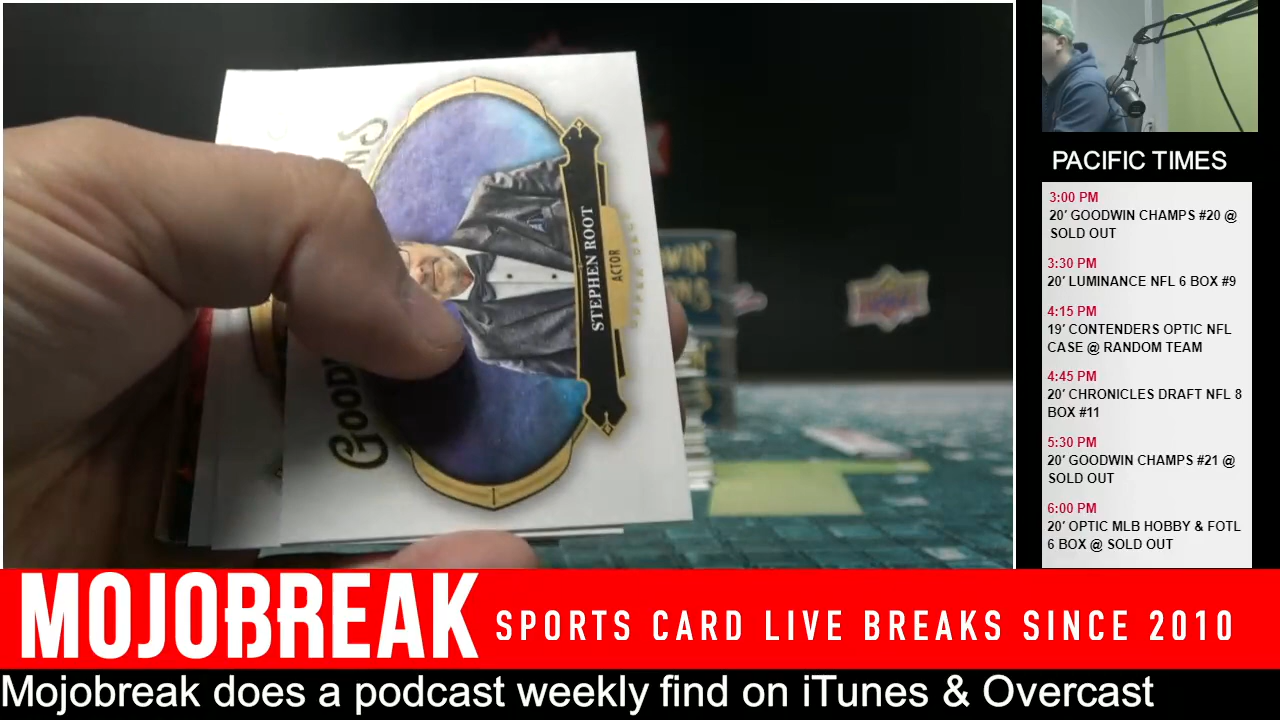 GOOD
NS
STEPHEN ROOT
ACTOR
PACIFIC TIMES
3:00 PM
20' GOODWIN CHAMPS #20 @
SOLD OUT
3:30 PM
20' LUMINANCE NFL 6 BOX #9
4:15 PM
19' CONTENDERS OPTIC NFL
CASE @ RANDOM TEAM
4:45 PM
20' CHRONICLES DRAFT NFL 8
BOX #11
5:30 PM
20' GOODWIN CHAMPS #21 @
SOLD OUT
6:00 PM
20' OPTIC MLB HOBBY & FOTL
6 BOX @ SOLD OUT
MOJOBREAK SPORTS CARD LIVE BREAKS SINCE 2010
Mojobreak does a podcast weekly find on iTunes & Overcast